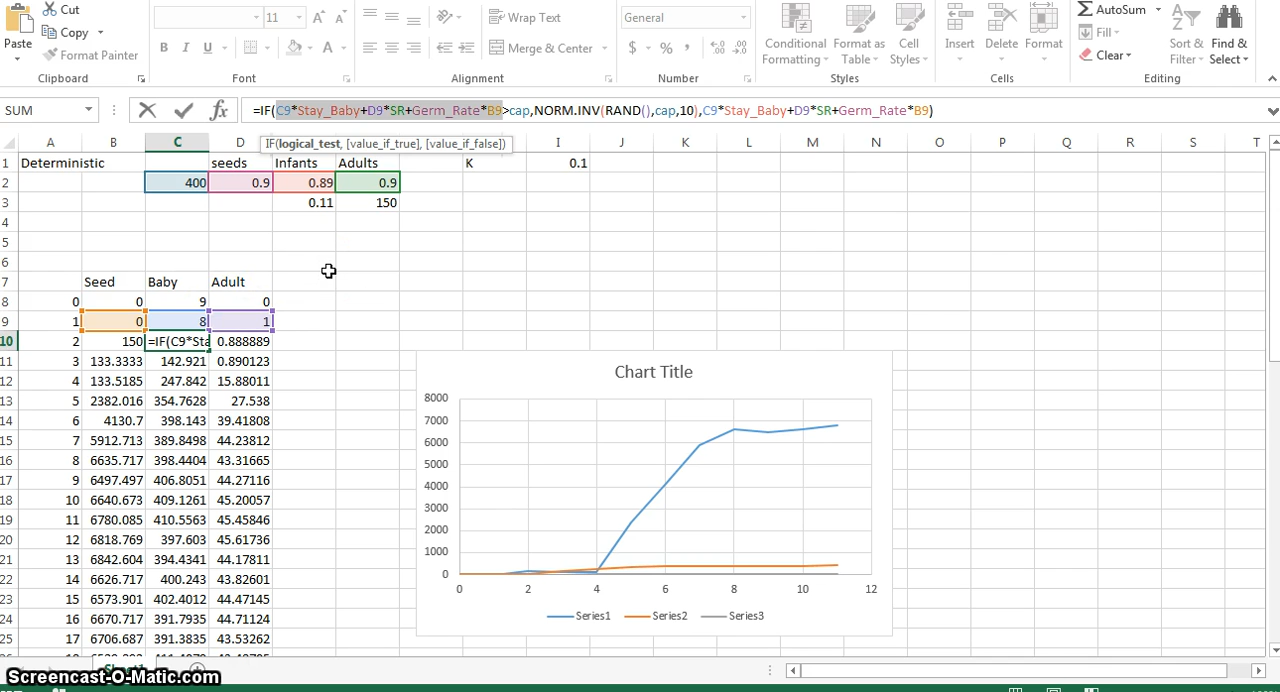 Cut
Copy
Paste
Format Painter
Clipboard
11
A A
B I U A
Font
Wrap Text
Merge & Center
Alignment
General
$ % ,
Number
Conditional Formatting
Format as Table
Cell Styles
Styles
Insert Delete Format
Cells
Σ AutoSum
Fill
Clear
Sort & Filter
Find & Select
Editing
SUM fx =IF(C9*Stay_Baby+D9*SR+Germ_Rate*B9>cap,NORM.INV(RAND(),cap,10),C9*Stay_Baby+D9*SR+Germ_Rate*B9)
IF(logical_test, [value_if_true], [value_if_false])
A B C D I J K L M N O P Q R S T
1 Deterministic seeds Infants Adults K 0.1
2 400 0.9 0.89 0.9
3 0.11 150
4
5
6
7 Seed Baby Adult
8 0 0 9 0
9 1 0 8 1
10 2 150 =IF(C9*Sta 0.888889
11 3 133.3333 142.921 0.890123
12 4 133.5185 247.842 15.88011
13 5 2382.016 354.7628 27.538
14 6 4130.7 398.143 39.41808
15 7 5912.713 389.8498 44.23812
16 8 6635.717 398.4404 43.31665
17 9 6497.497 406.8051 44.27116
18 10 6640.673 409.1261 45.20057
19 11 6780.085 410.5563 45.45846
20 12 6818.769 397.603 45.61736
21 13 6842.604 394.4341 44.17811
22 14 6626.717 400.243 43.82601
23 15 6573.901 402.4012 44.47145
24 16 6670.717 391.7935 44.71124
25 17 6706.687 391.3835 43.53262
Chart Title
8000
7000
6000
5000
4000
3000
2000
1000
0
0 2 4 6 8 10 12
Series1 Series2 Series3
Sheet1
Screencast-O-Matic.com